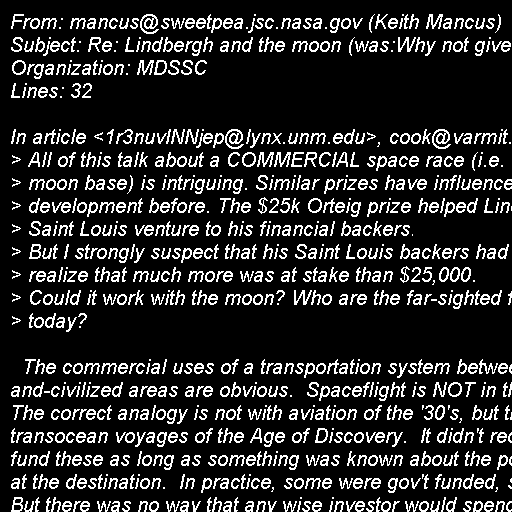 From: mancus@sweetpea.jsc.nasa.gov (Keith Mancus)
Subject: Re: Lindbergh and the moon (was:Why not give
Organization: MDSSC
Lines: 32

In article <1r3nuvINNjep@lynx.unm.edu>, cook@varmit.
> All of this talk about a COMMERCIAL space race (i.e.
> moon base) is intriguing. Similar prizes have influence
> development before. The $25k Orteig prize helped Lin
> Saint Louis venture to his financial backers.
> But I strongly suspect that his Saint Louis backers had
> realize that much more was at stake than $25,000.
> Could it work with the moon? Who are the far-sighted f
> today?

  The commercial uses of a transportation system betwee
and-civilized areas are obvious.  Spaceflight is NOT in th
The correct analogy is not with aviation of the '30's, but t
transocean voyages of the Age of Discovery.  It didn't rec
fund these as long as something was known about the po
at the destination.  In practice, some were gov't funded, s
But there was no way that any wise investor would spend